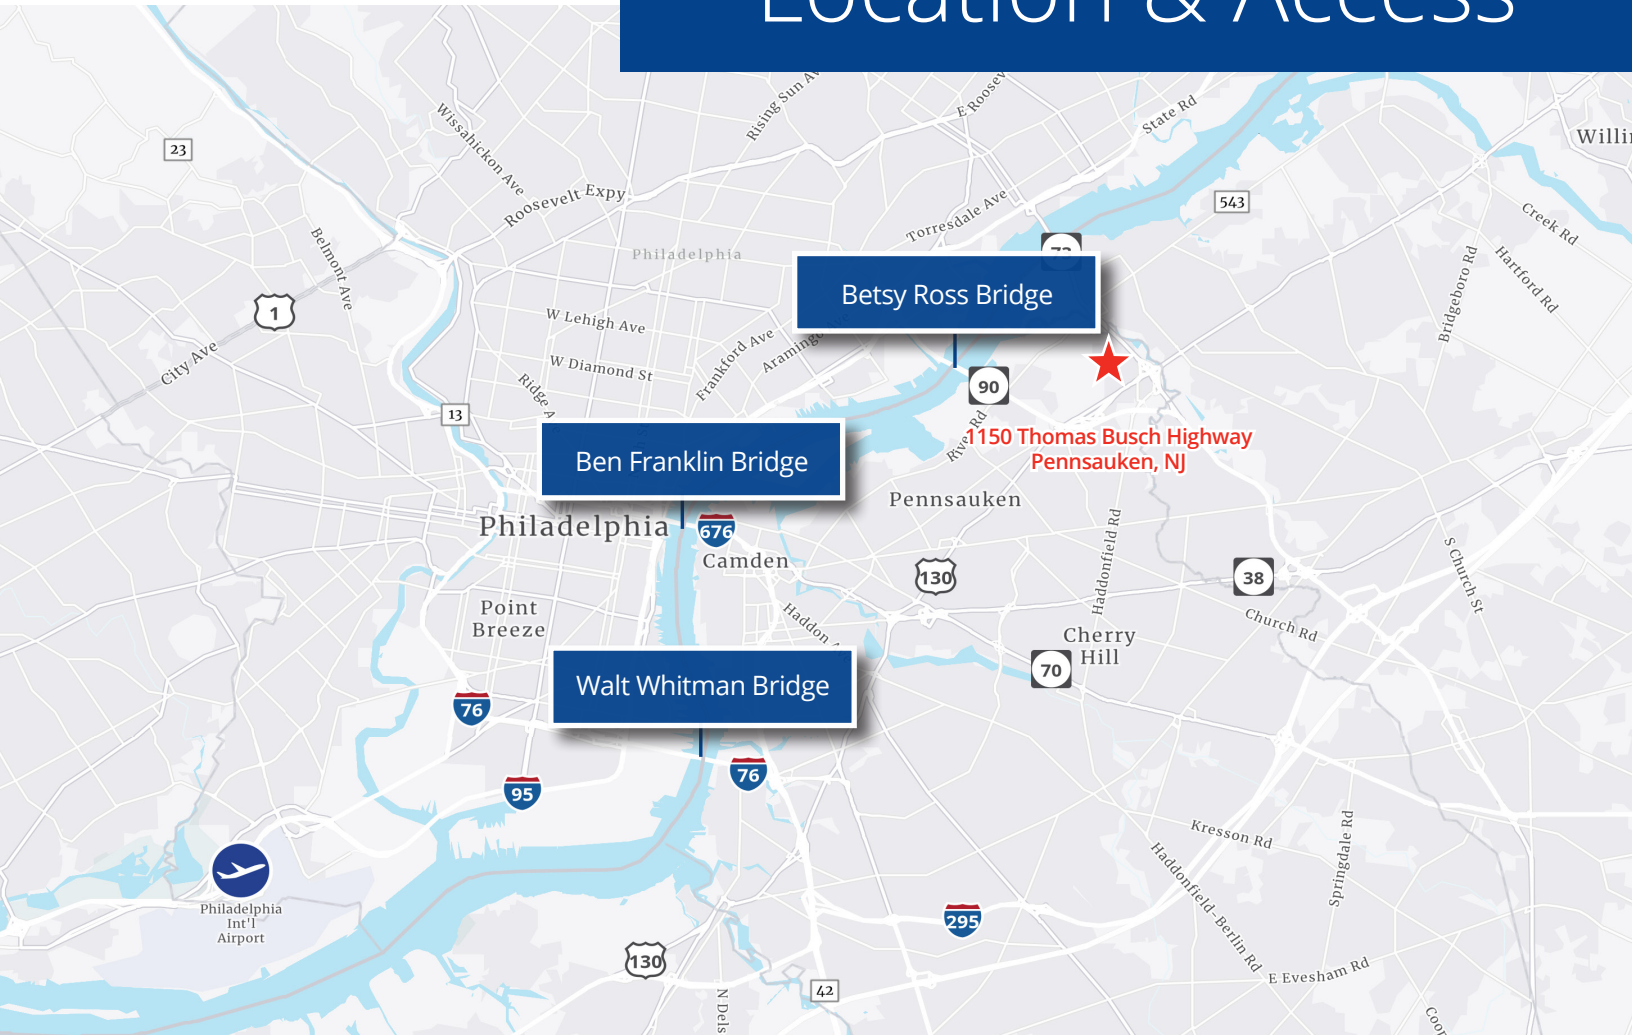 Location & Access
Rising Sun
E
State Rd
Willi
Wissahickon Ave
23
Roosevelt Expy
543
Creek Rd
Torresdale Ave
Belmont Ave
Philadelphia
73
Hartford Rd
Bridgeboro Rd
Betsy Ross Bridge
1
W Lehigh Ave
Frankford Ave
City Ave
W Diamond St
90
Ridge
13
River Rd
1150 Thomas Busch Highway
Pennsauken, NJ
Ben Franklin Bridge
Pennsauken
Philadelphia
676
Haddonfield Rd
Camden
130
38
S Church St
Point
Breeze
Haddon
Church Rd
Cherry
Hill
70
Walt Whitman Bridge
76
76
95
Kresson Rd
Springdale Rd
Haddonfield-Berlin Rd
Philadelphia
Int'l
Airport
295
130
E Evesham Rd
42
N Dels